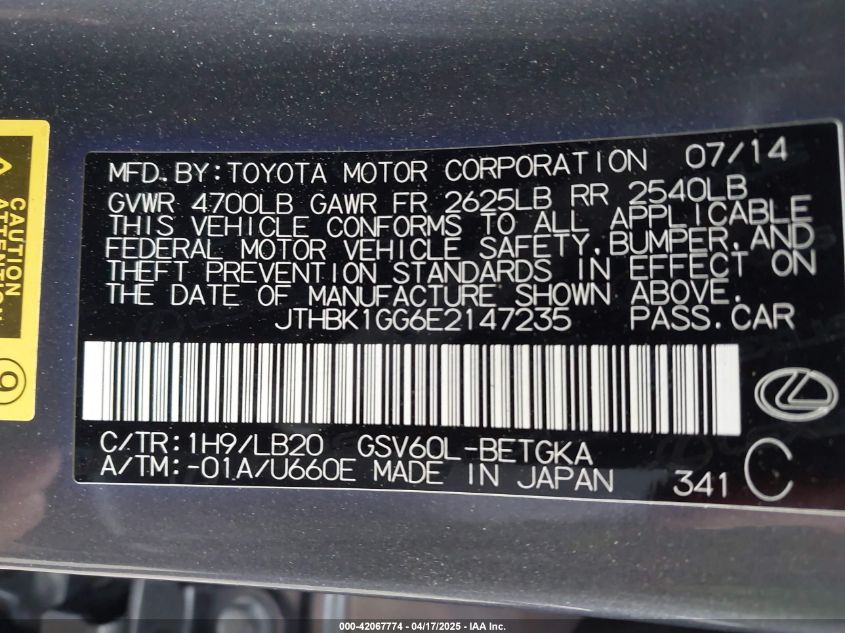 CAUTION
ATTENTION
9
MFD. BY: TOYOTA MOTOR CORPORATION 07/14
GVWR 4700LB GAWR FR 2625LB RR 2540LB
THIS VEHICLE CONFORMS TO ALL APPLICABLE
FEDERAL MOTOR VEHICLE SAFETY, BUMPER, AND
THEFT PREVENTION STANDARDS IN EFFECT ON
THE DATE OF MANUFACTURE SHOWN ABOVE.
JTHBK1GG6E2147235 PASS. CAR
C/TR: 1H9/LB20 GSV60L-BETGKA
A/TM: -01A/U660E MADE IN JAPAN 341 C
000-42067774 - 04/17/2025 - IAA Inc.